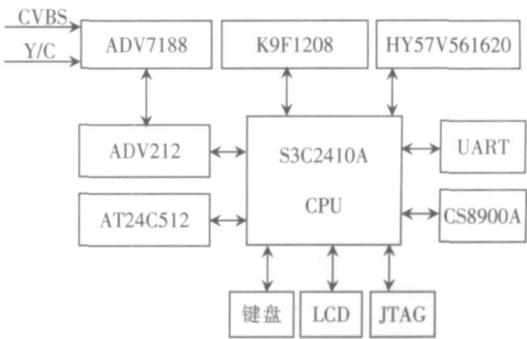 CVBS
Y/C
ADV7188
K9F1208
HY57V561620
ADV212
S3C2410A
CPU
UART
AT24C512
CS8900A
键盘
LCD
JTAG